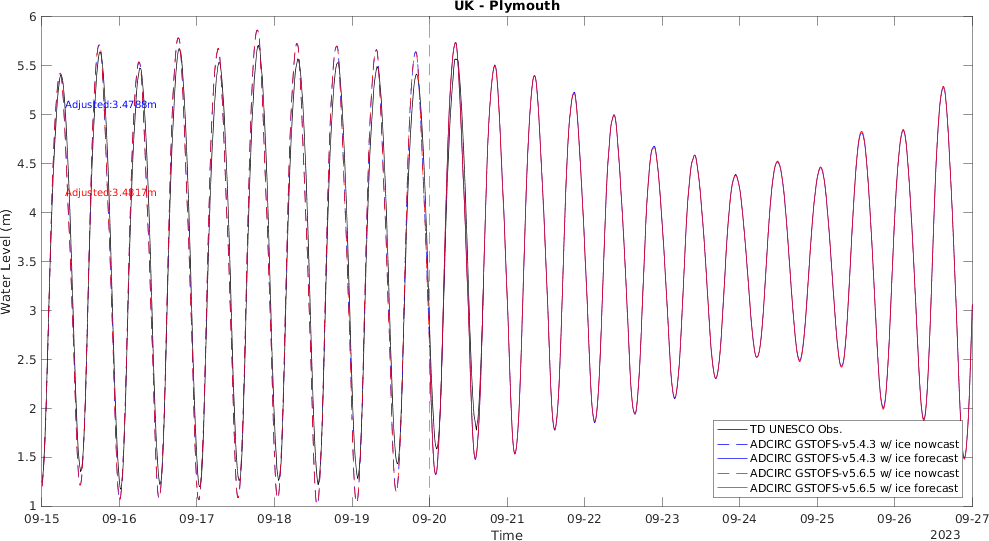 UK - Plymouth
Water Level (m)
6
5.5
5
4.5
4
3.5
3
2.5
2
1.5
1
Adjusted:3.4788m
Adjusted:3.4817m
TD UNESCO Obs.
ADCIRC GSTOFS-v5.4.3 w/ ice nowcast
ADCIRC GSTOFS-v5.4.3 w/ ice forecast
ADCIRC GSTOFS-v5.6.5 w/ ice nowcast
ADCIRC GSTOFS-v5.6.5 w/ ice forecast
09-15 09-16 09-17 09-18 09-19 09-20 09-21 09-22 09-23 09-24 09-25 09-26 09-27
Time
2023